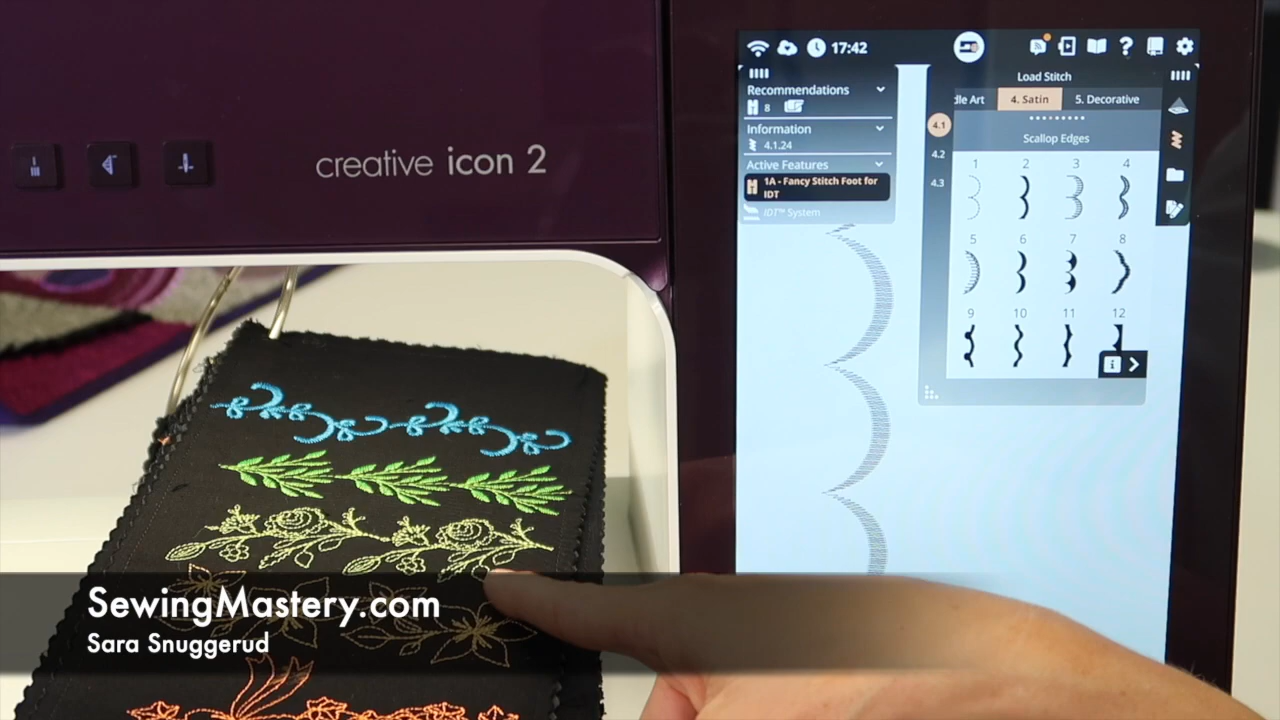 creative icon 2
17:42
?
Recommendations
8
Information
4.1.24
Active Features
1A - Fancy Stitch Foot for
IDT
IDT™ System
Load Stitch
dle Art 4. Satin 5. Decorative
4.1
4.2
4.3
Scallop Edges
1 2 3 4
5 6 7 8
9 10 11 12
i
SewingMastery.com
Sara Snuggerud